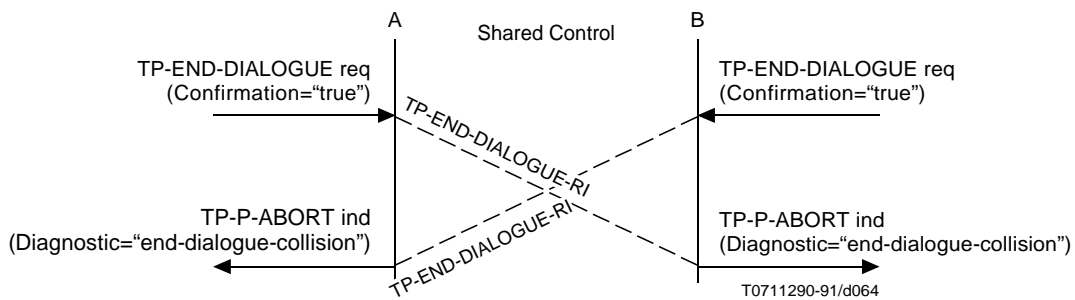 A
B
Shared Control
TP-END-DIALOGUE req
(Confirmation=“true”)
TP-END-DIALOGUE req
(Confirmation=“true”)
TP-END-DIALOGUE-RI
TP-END-DIALOGUE-RI
TP-P-ABORT ind
(Diagnostic=“end-dialogue-collision”)
TP-P-ABORT ind
(Diagnostic=“end-dialogue-collision”)
T0711290-91/d064